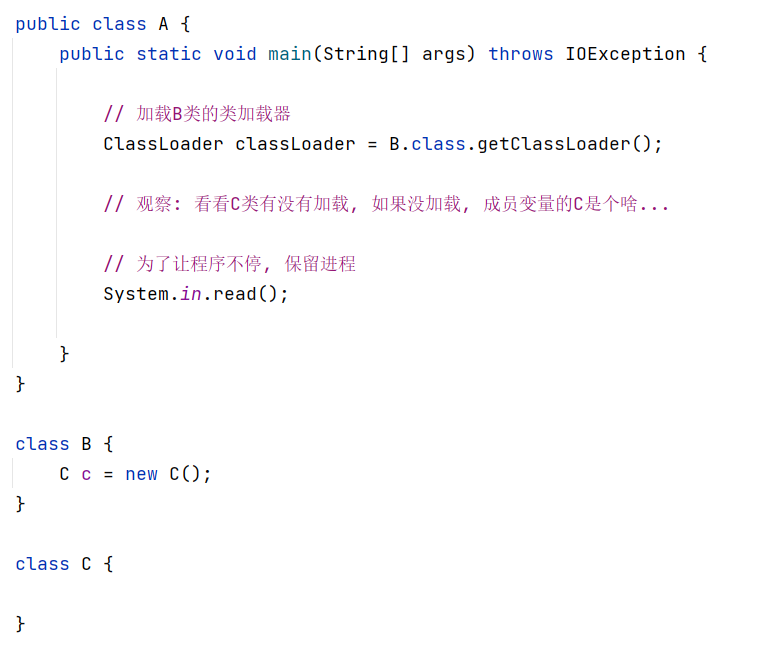 public class A {
    public static void main(String[] args) throws IOException {
        // 加载B类的类加载器
        ClassLoader classLoader = B.class.getClassLoader();
        // 观察: 看看C类有没有加载, 如果没加载, 成员变量的C是个啥...
        // 为了让程序不停, 保留进程
        System.in.read();
    }
}
class B {
    C c = new C();
}
class C {
}